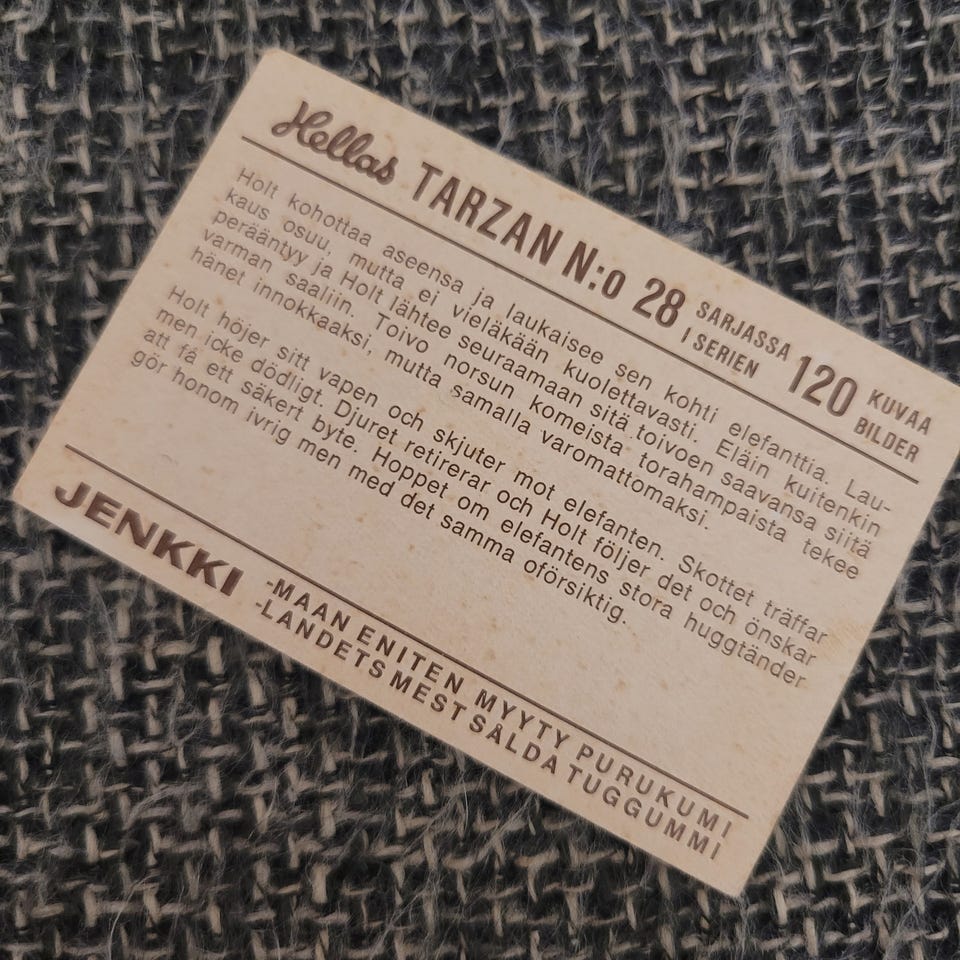 Hellas TARZAN N:o 28 SARJASSA 120 KUVAA
I SERIEN BILDER
Holt kohottaa aseensa ja laukaisee sen kohti elefanttia. Lau-
kaus osuu, mutta ei vieläkään kuolettavasti. Eläin kuitenkin
perääntyy ja Holt lähtee seuraamaan sitä toivoen saavansa siitä
varman saaliin. Toivo norsun komeista torahampaista tekee
hänet innokkaaksi, mutta samalla varomattomaksi.
Holt höjer sitt vapen och skjuter mot elefanten. Skottet träffar
men icke dödligt. Djuret retirerar och Holt följer det och önskar
att få ett säkert byte. Hoppet om elefantens stora huggtänder
gör honom ivrig men med det samma oförsiktig.
JENKKI -MAAN ENITEN MYYTY PURUKUMI
-LANDETS MEST SÅLDA TUGGUMMI